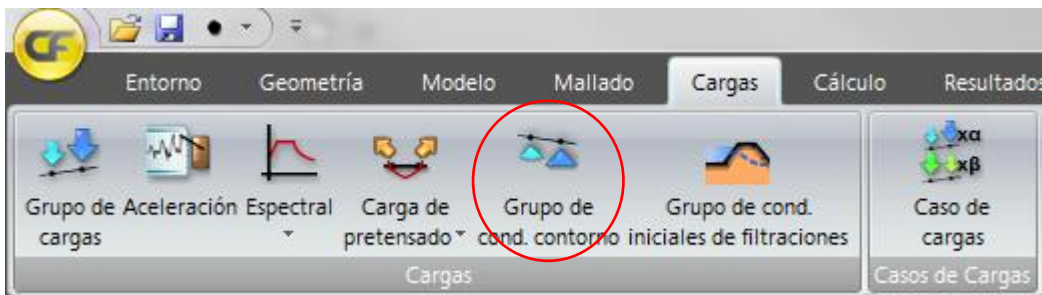 CF
Entorno Geometría Modelo Mallado Cargas Cálculo Resultados
xα
xβ
Grupo de Aceleración Espectral Carga de Grupo de Grupo de cond. Caso de
cargas pretensado cond. contorno iniciales de filtraciones cargas
Cargas Casos de Cargas